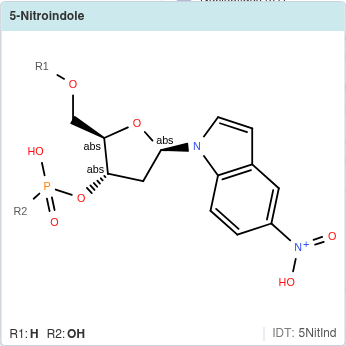 5-Nitroindole
R1
O
O
abs
abs
abs
N
HO
P
O
R2
O
N+
O
HO
R1: H R2: OH
IDT: 5NitInd